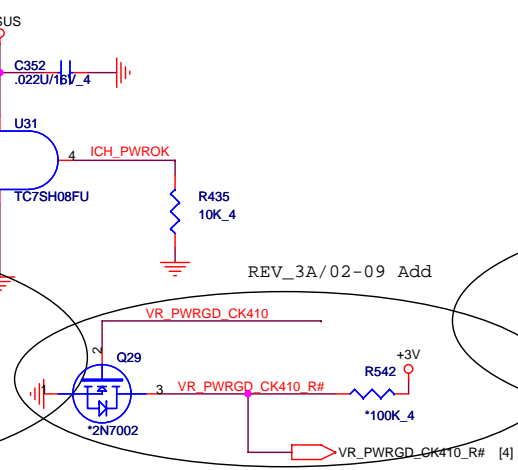 SUS
C352
.022U/16V_4
U31
4
ICH_PWROK
TC7SH08FU
R435
10K_4
REV_3A/02-09 Add
VR_PWRGD_CK410
2
Q29
+3V
R542
1
3
VR_PWRGD_CK410_R#
*100K_4
*2N7002
VR_PWRGD_CK410_R# [4]